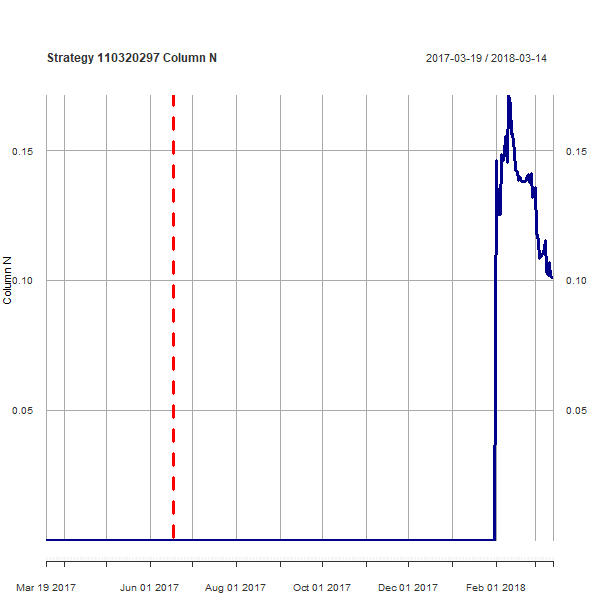 Strategy 110320297 Column N
2017-03-19 / 2018-03-14
0.15
0.15
Column N
0.10
0.10
0.05
0.05
Mar 19 2017
Jun 01 2017
Aug 01 2017
Oct 01 2017
Dec 01 2017
Feb 01 2018